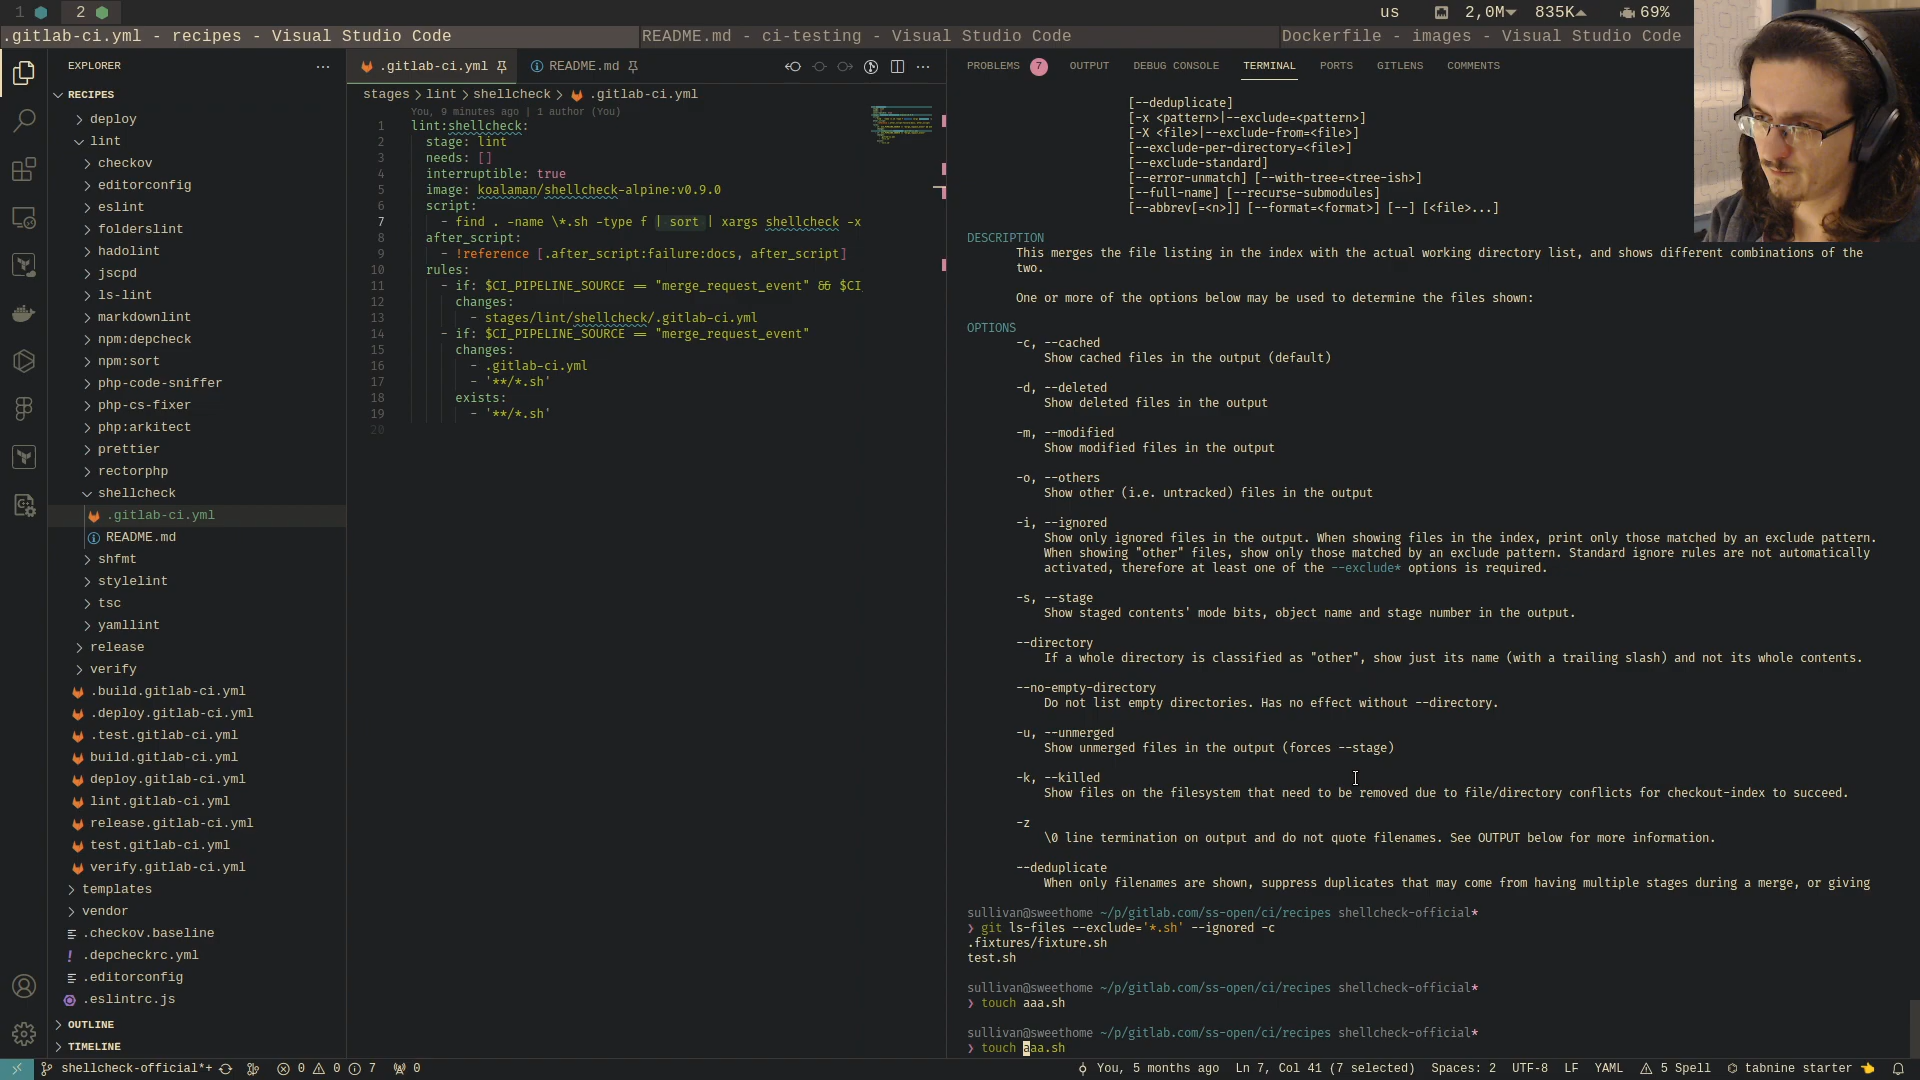 1 2 us 2,0M 835K 69%
.gitlab-ci.yml - recipes - Visual Studio Code
README.md - ci-testing - Visual Studio Code
Dockerfile - images - Visual Studio Code
EXPLORER
RECIPES
deploy
lint
checkov
editorconfig
eslint
folderslint
hadolint
jscpd
ls-lint
markdownlint
npm:depcheck
npm:sort
php-code-sniffer
php-cs-fixer
php:arkitect
prettier
rectorphp
shellcheck
.gitlab-ci.yml
README.md
shfmt
stylelint
tsc
yamllint
release
verify
.build.gitlab-ci.yml
.deploy.gitlab-ci.yml
.test.gitlab-ci.yml
build.gitlab-ci.yml
deploy.gitlab-ci.yml
lint.gitlab-ci.yml
release.gitlab-ci.yml
test.gitlab-ci.yml
verify.gitlab-ci.yml
templates
vendor
.checkov.baseline
.depcheckrc.yml
.editorconfig
.eslintrc.js
OUTLINE
TIMELINE
.gitlab-ci.yml README.md
stages > lint > shellcheck > .gitlab-ci.yml
You, 9 minutes ago | 1 author (You)
1 lint:shellcheck:
2 stage: lint
3 needs: []
4 interruptible: true
5 image: koalaman/shellcheck-alpine:v0.9.0
6 script:
7 - find . -name \*.sh -type f | sort | xargs shellcheck -x
8 after_script:
9 - !reference [.after_script:failure:docs, after_script]
10 rules:
11 - if: $CI_PIPELINE_SOURCE == "merge_request_event" && $CI
12 changes:
13 - stages/lint/shellcheck/.gitlab-ci.yml
14 - if: $CI_PIPELINE_SOURCE == "merge_request_event"
15 changes:
16 - .gitlab-ci.yml
17 - '**/*.sh'
18 exists:
19 - '**/*.sh'
20
PROBLEMS 7 OUTPUT DEBUG CONSOLE TERMINAL PORTS GITLENS COMMENTS
[--deduplicate]
[-x <pattern>|--exclude=<pattern>]
[-X <file>|--exclude-from=<file>]
[--exclude-per-directory=<file>]
[--exclude-standard]
[--error-unmatch] [--with-tree=<tree-ish>]
[--full-name] [--recurse-submodules]
[--abbrev[=<n>]] [--format=<format>] [--] [<file>...]
DESCRIPTION
This merges the file listing in the index with the actual working directory list, and shows different combinations of the
two.
One or more of the options below may be used to determine the files shown:
OPTIONS
-c, --cached
Show cached files in the output (default)
-d, --deleted
Show deleted files in the output
-m, --modified
Show modified files in the output
-o, --others
Show other (i.e. untracked) files in the output
-i, --ignored
Show only ignored files in the output. When showing files in the index, print only those matched by an exclude pattern.
When showing "other" files, show only those matched by an exclude pattern. Standard ignore rules are not automatically
activated, therefore at least one of the --exclude* options is required.
-s, --stage
Show staged contents' mode bits, object name and stage number in the output.
--directory
If a whole directory is classified as "other", show just its name (with a trailing slash) and not its whole contents.
--no-empty-directory
Do not list empty directories. Has no effect without --directory.
-u, --unmerged
Show unmerged files in the output (forces --stage)
-k, --killed
Show files on the filesystem that need to be removed due to file/directory conflicts for checkout-index to succeed.
-z
\0 line termination on output and do not quote filenames. See OUTPUT below for more information.
--deduplicate
When only filenames are shown, suppress duplicates that may come from having multiple stages during a merge, or giving
sullivan@sweethome ~/p/gitlab.com/ss-open/ci/recipes shellcheck-official*
❯ git ls-files --exclude='*.sh' --ignored -c
.fixtures/fixture.sh
test.sh
sullivan@sweethome ~/p/gitlab.com/ss-open/ci/recipes shellcheck-official*
❯ touch aaa.sh
sullivan@sweethome ~/p/gitlab.com/ss-open/ci/recipes shellcheck-official*
❯ touch aaa.sh
shellcheck-official*+ 0 0 7 0 You, 5 months ago Ln 7, Col 41 (7 selected) Spaces: 2 UTF-8 LF YAML 5 Spell tabnine starter